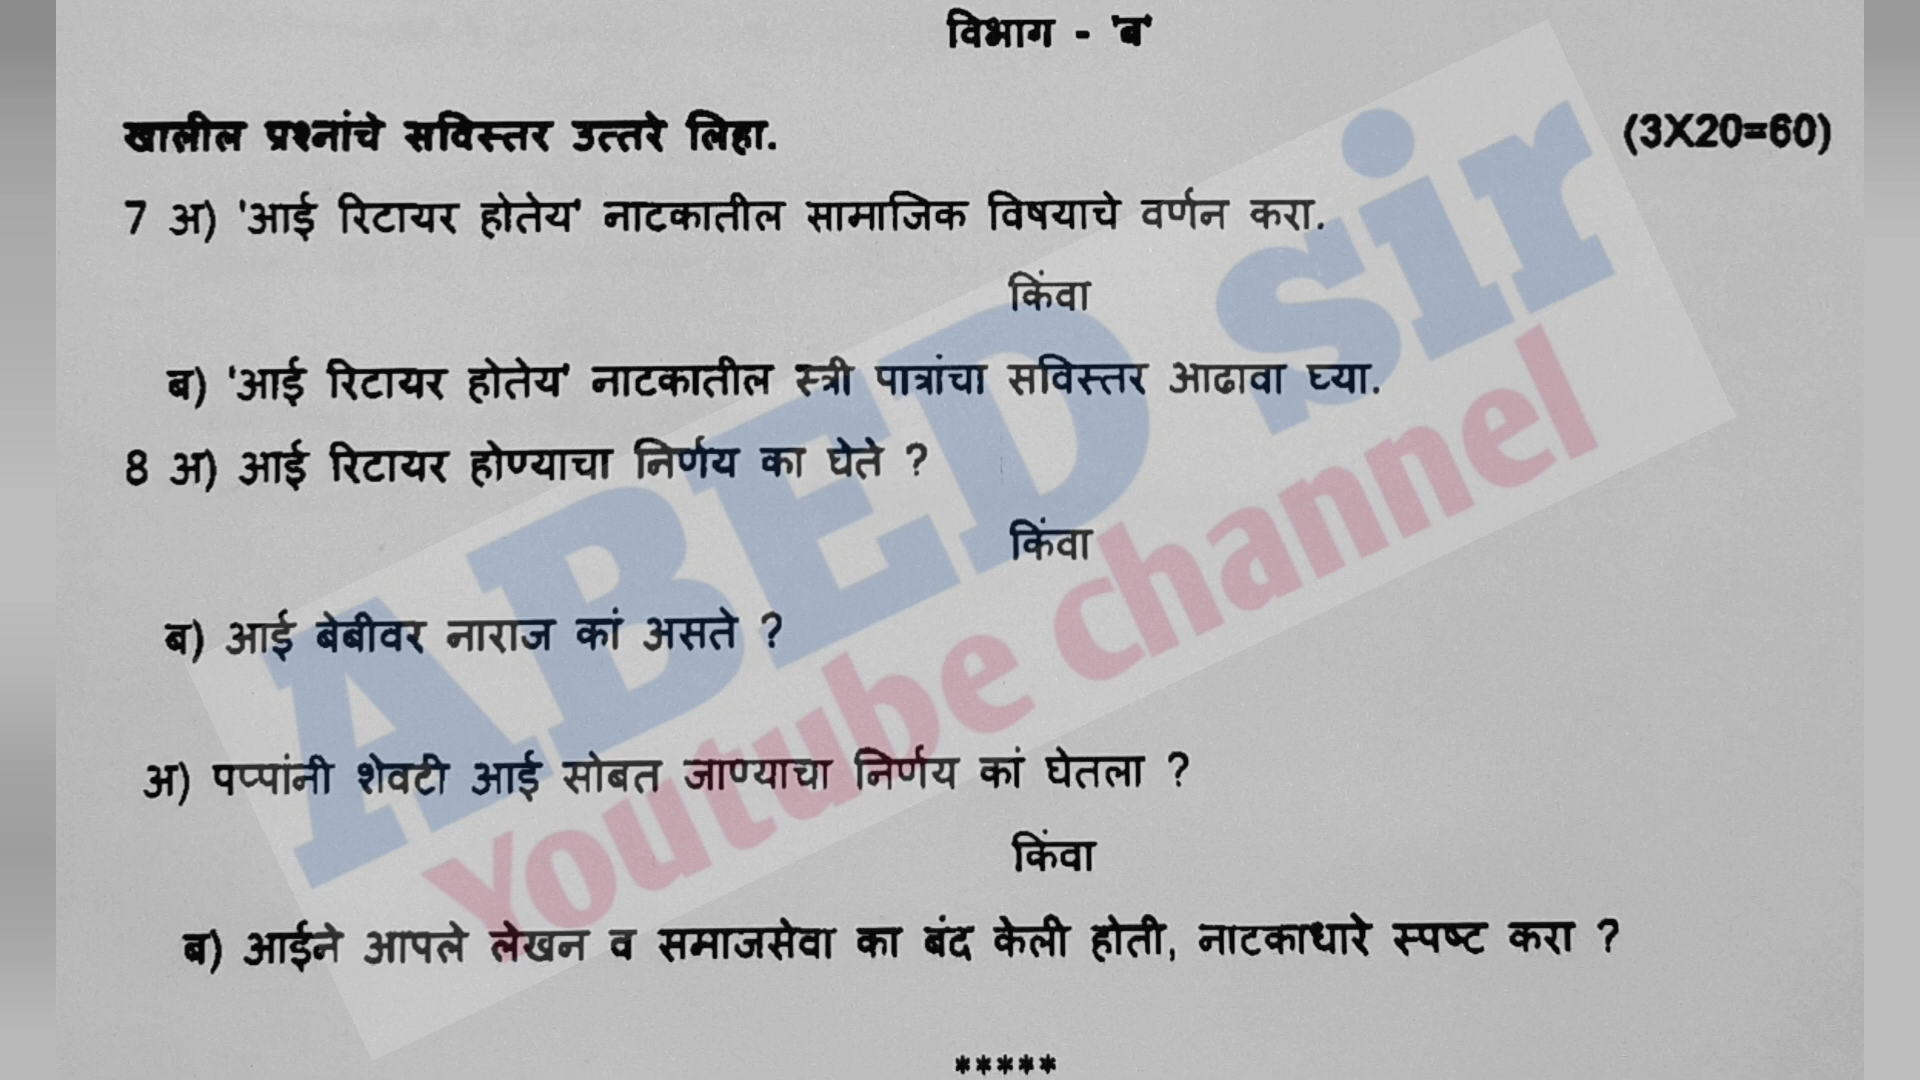 विभाग - 'ब'
खालील प्रश्नांचे सविस्तर उत्तरे लिहा. (3X20=60)
7 अ) 'आई रिटायर होतेय' नाटकातील सामाजिक विषयाचे वर्णन करा.
किंवा
ब) 'आई रिटायर होतेय' नाटकातील स्त्री पात्रांचा सविस्तर आढावा घ्या.
8 अ) आई रिटायर होण्याचा निर्णय का घेते ?
किंवा
ब) आई बेबीवर नाराज कां असते ?
अ) पप्पांनी शेवटी आई सोबत जाण्याचा निर्णय कां घेतला ?
किंवा
ब) आईने आपले लेखन व समाजसेवा का बंद केली होती, नाटकाधारे स्पष्ट करा ?
*****
ABED sir
Youtube channel